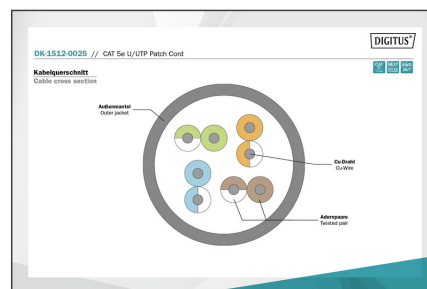 DIGITUS®
DK-1512-0025 // CAT 5e U/UTP Patch Cord
Kabelquerschnitt
Cable cross section
Außenmantel
Outer jacket
Cu-Draht
Cu-Wire
Adernpaare
Twisted pair